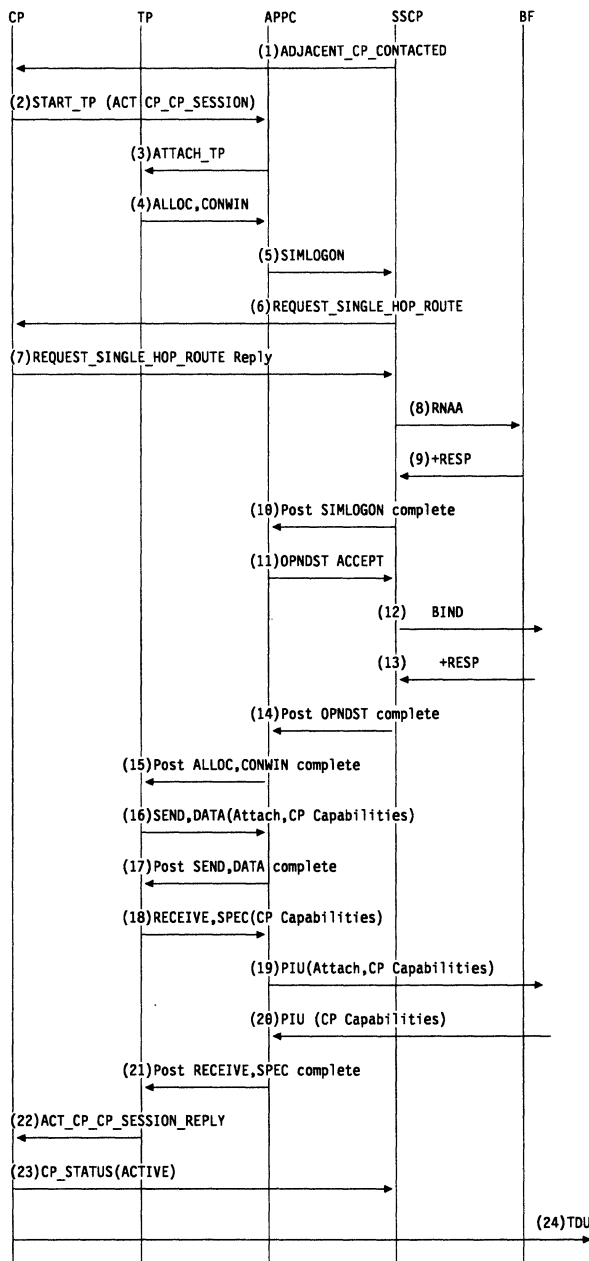 CP TP APPC SSCP BF
(1)ADJACENT_CP_CONTACTED
(2)START_TP (ACT CP_CP_SESSION)
(3)ATTACH_TP
(4)ALLOC,CONWIN
(5)SIMLOGON
(6)REQUEST_SINGLE_HOP_ROUTE
(7)REQUEST_SINGLE_HOP_ROUTE Reply
(8)RNAA
(9)+RESP
(10)Post SIMLOGON complete
(11)OPNDST ACCEPT
(12) BIND
(13) +RESP
(14)Post OPNDST complete
(15)Post ALLOC,CONWIN complete
(16)SEND,DATA(Attach,CP Capabilities)
(17)Post SEND,DATA complete
(18)RECEIVE,SPEC(CP Capabilities)
(19)PIU(Attach,CP Capabilities)
(20)PIU (CP Capabilities)
(21)Post RECEIVE,SPEC complete
(22)ACT_CP_CP_SESSION_REPLY
(23)CP_STATUS(ACTIVE)
(24)TDU